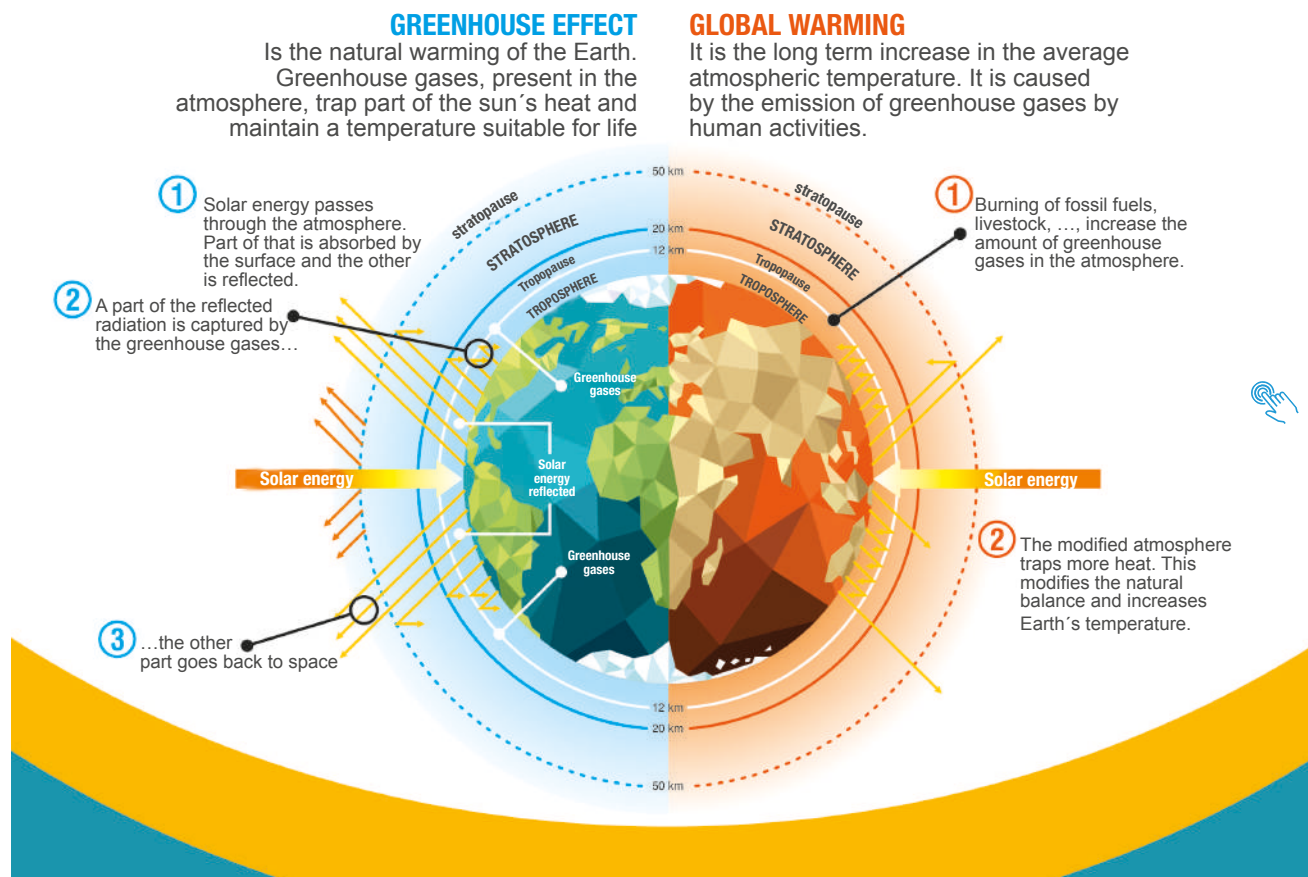 GREENHOUSE EFFECT
Is the natural warming of the Earth.
Greenhouse gases, present in the
atmosphere, trap part of the sun´s heat and
maintain a temperature suitable for life
GLOBAL WARMING
It is the long term increase in the average
atmospheric temperature. It is caused
by the emission of greenhouse gases by
human activities.
1
Solar energy passes
through the atmosphere.
Part of that is absorbed by
the surface and the other
is reflected.
2
A part of the reflected
radiation is captured by
the greenhouse gases…
3
…the other
part goes back to space
Solar energy
stratopause
STRATOSPHERE
Tropopause
TROPOSPHERE
50 km
20 km
12 km
Greenhouse
gases
Solar
energy
reflected
Greenhouse
gases
12 km
20 km
50 km
stratopause
STRATOSPHERE
Tropopause
TROPOSPHERE
1
Burning of fossil fuels,
livestock, …, increase the
amount of greenhouse
gases in the atmosphere.
Solar energy
2
The modified atmosphere
traps more heat. This
modifies the natural
balance and increases
Earth´s temperature.